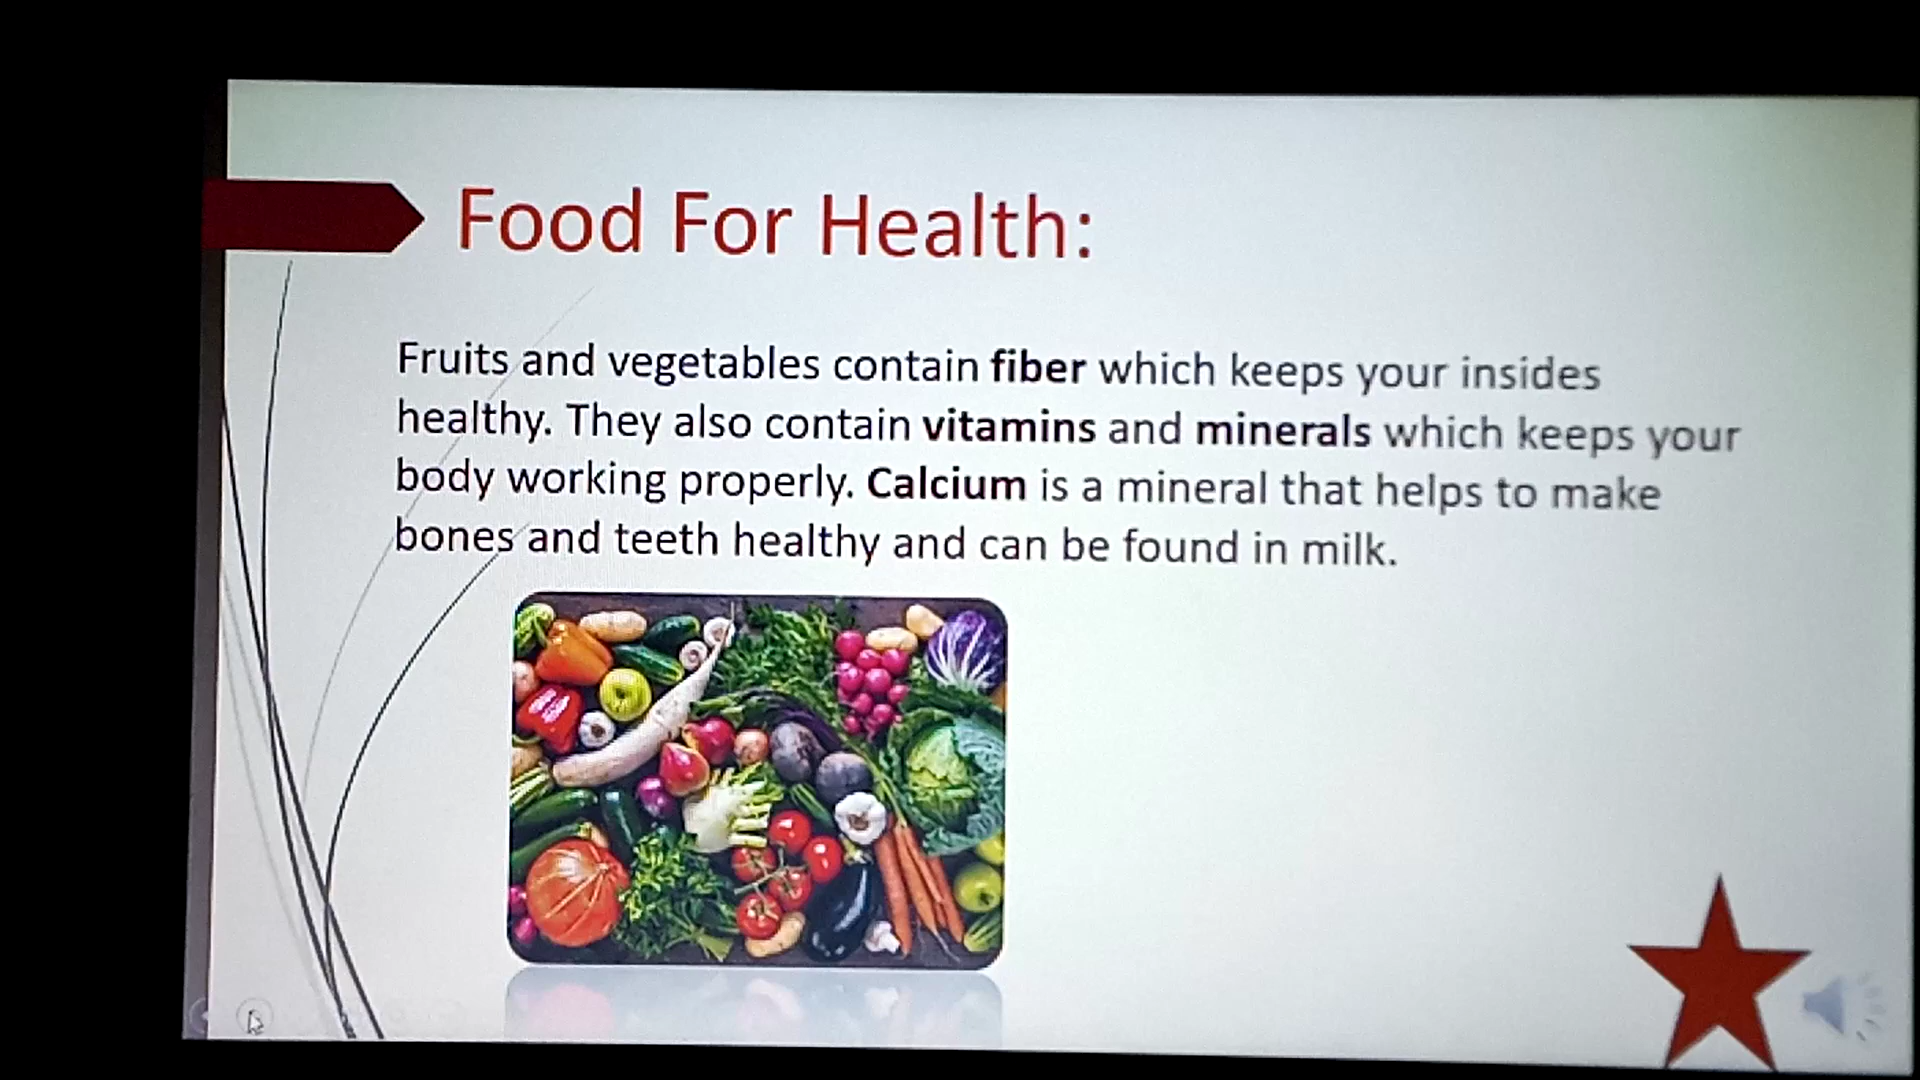 Food For Health:
Fruits and vegetables contain fiber which keeps your insides
healthy. They also contain vitamins and minerals which keeps your
body working properly. Calcium is a mineral that helps to make
bones and teeth healthy and can be found in milk.